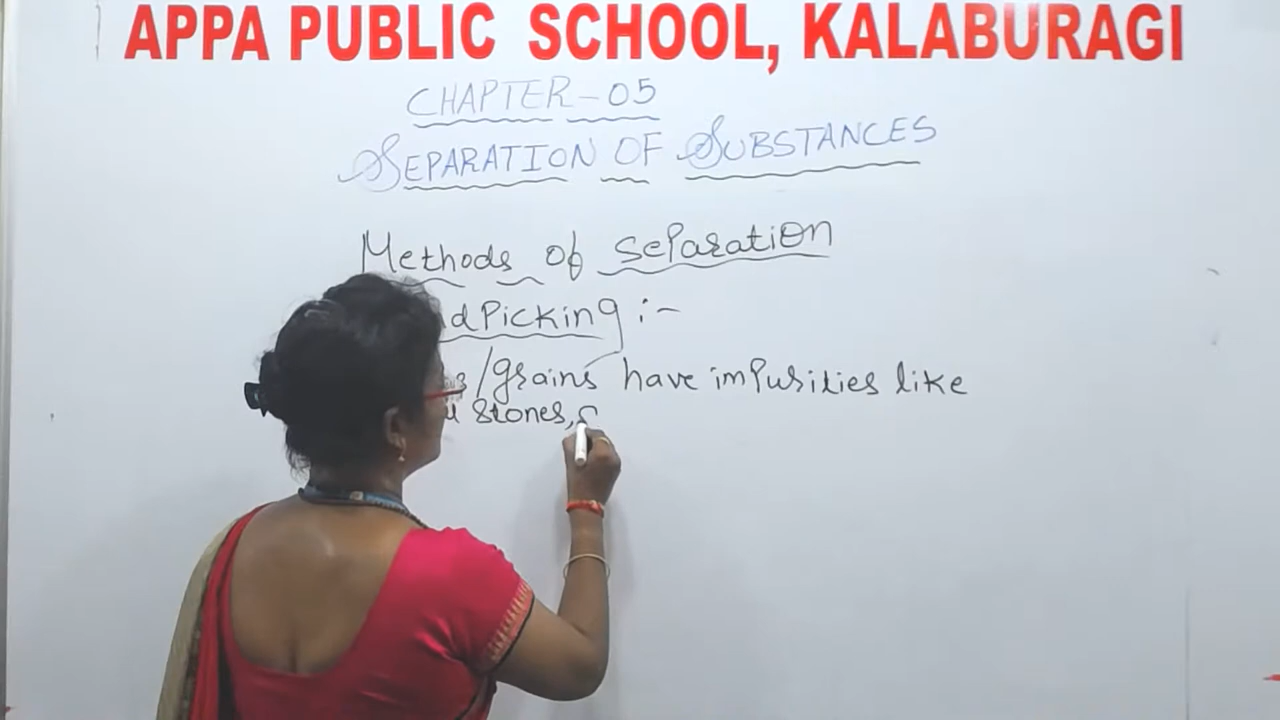 APPA PUBLIC SCHOOL, KALABURAGI
CHAPTER-05
SEPARATION OF SUBSTANCES
Methods of Separation
dPicking :-
/grains have impurities like
stones,